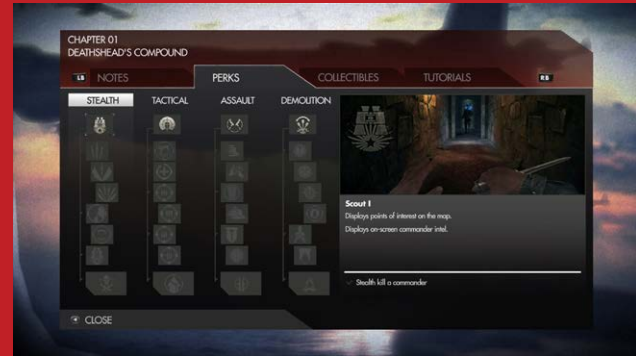 CHAPTER 01
DEATHSHEAD'S COMPOUND
LB NOTES PERKS COLLECTIBLES TUTORIALS RB
STEALTH TACTICAL ASSAULT DEMOLITION
Scout I
Displays points of interest on the map.
Displays on-screen commander intel.
Stealth kill a commander
CLOSE